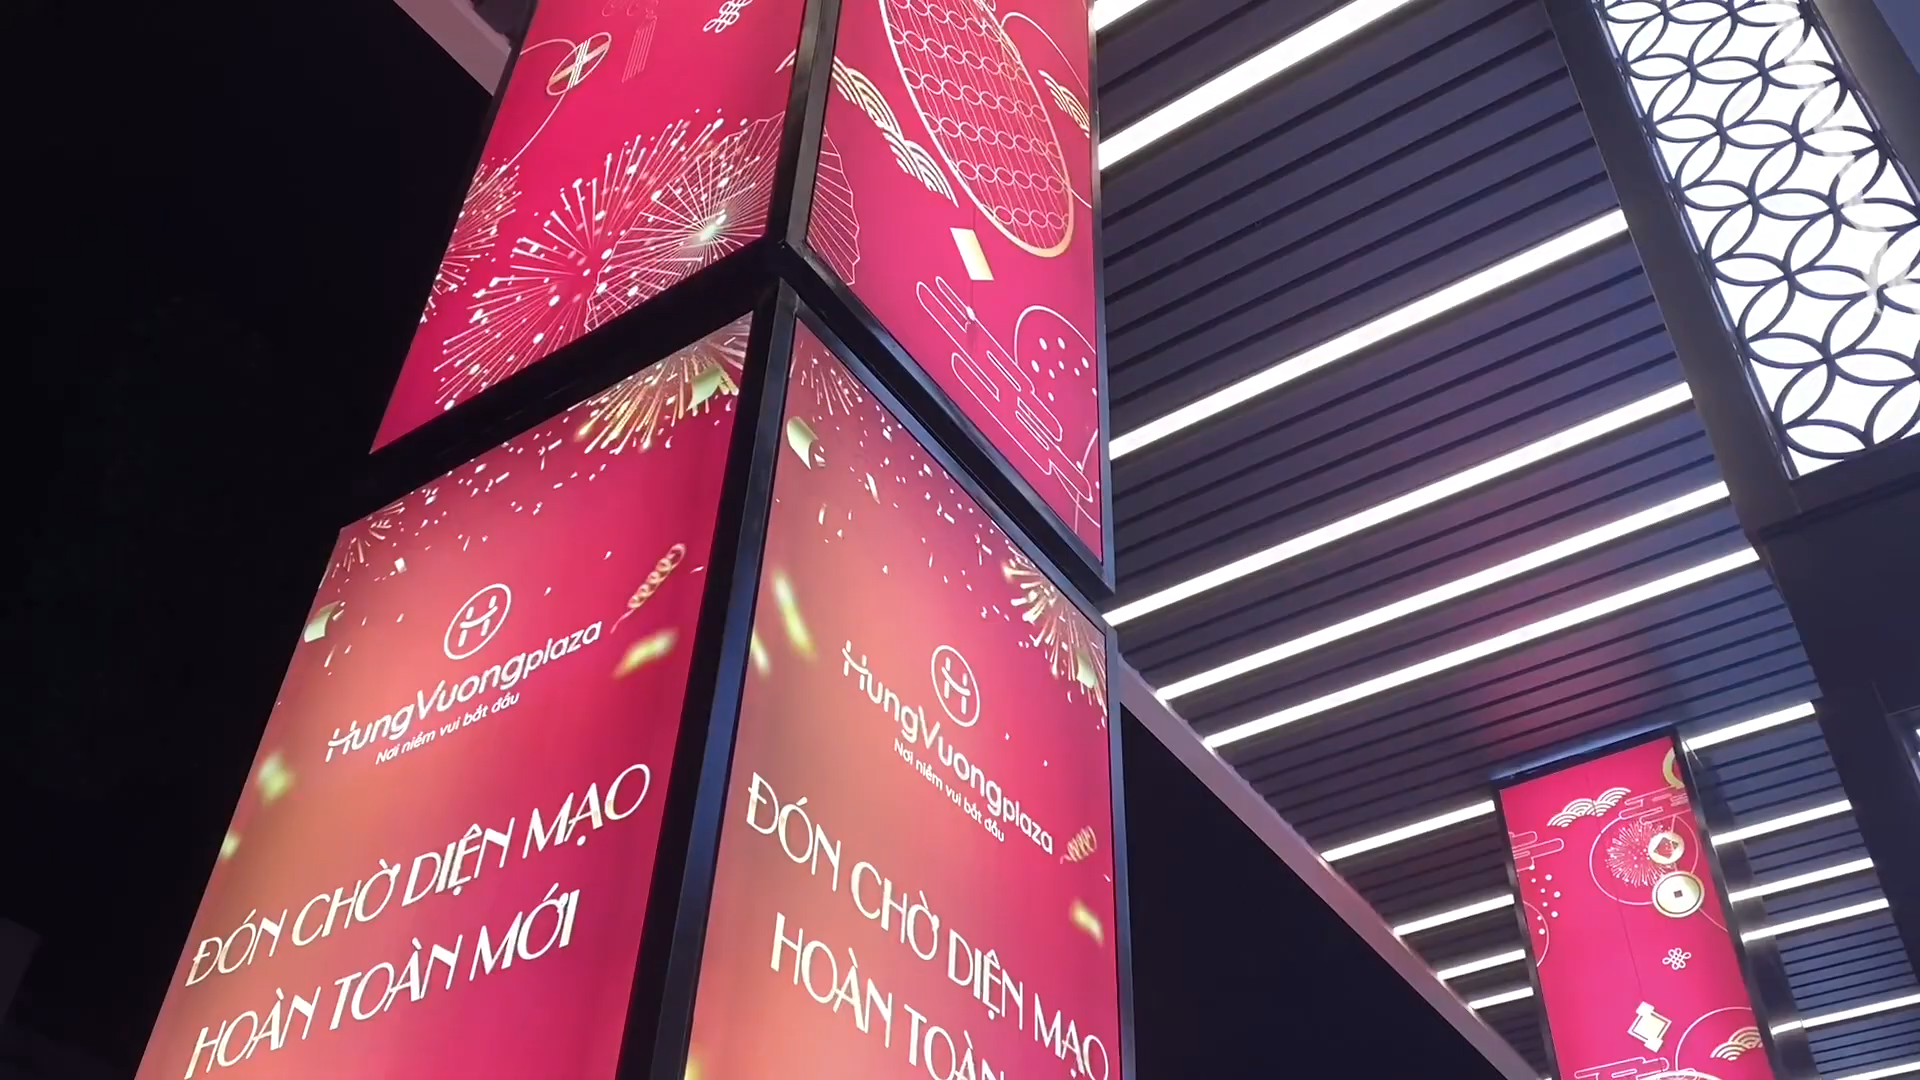 HungVuongplaza
Nơi niềm vui bắt đầu
ĐÓN CHỜ DIỆN MẠO
HOÀN TOÀN MỚI
HungVuongplaza
Nơi niềm vui bắt đầu
ĐÓN CHỜ DIỆN MẠO
HOÀN TOÀN